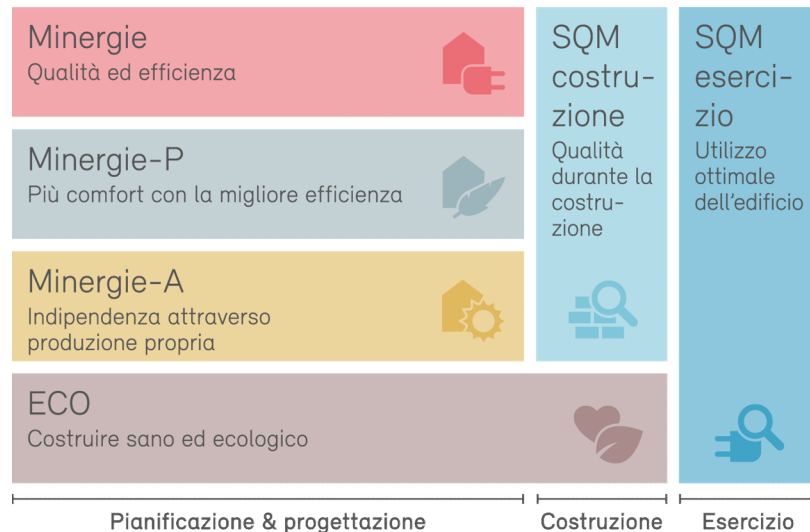 Minergie
Qualità ed efficienza
Minergie-P
Più comfort con la migliore efficienza
Minergie-A
Indipendenza attraverso
produzione propria
ECO
Costruire sano ed ecologico
SQM
costru-
zione
Qualità
durante la
costru-
zione
SQM
eserci-
zio
Utilizzo
ottimale
dell'edificio
Pianificazione & progettazione
Costruzione
Esercizio